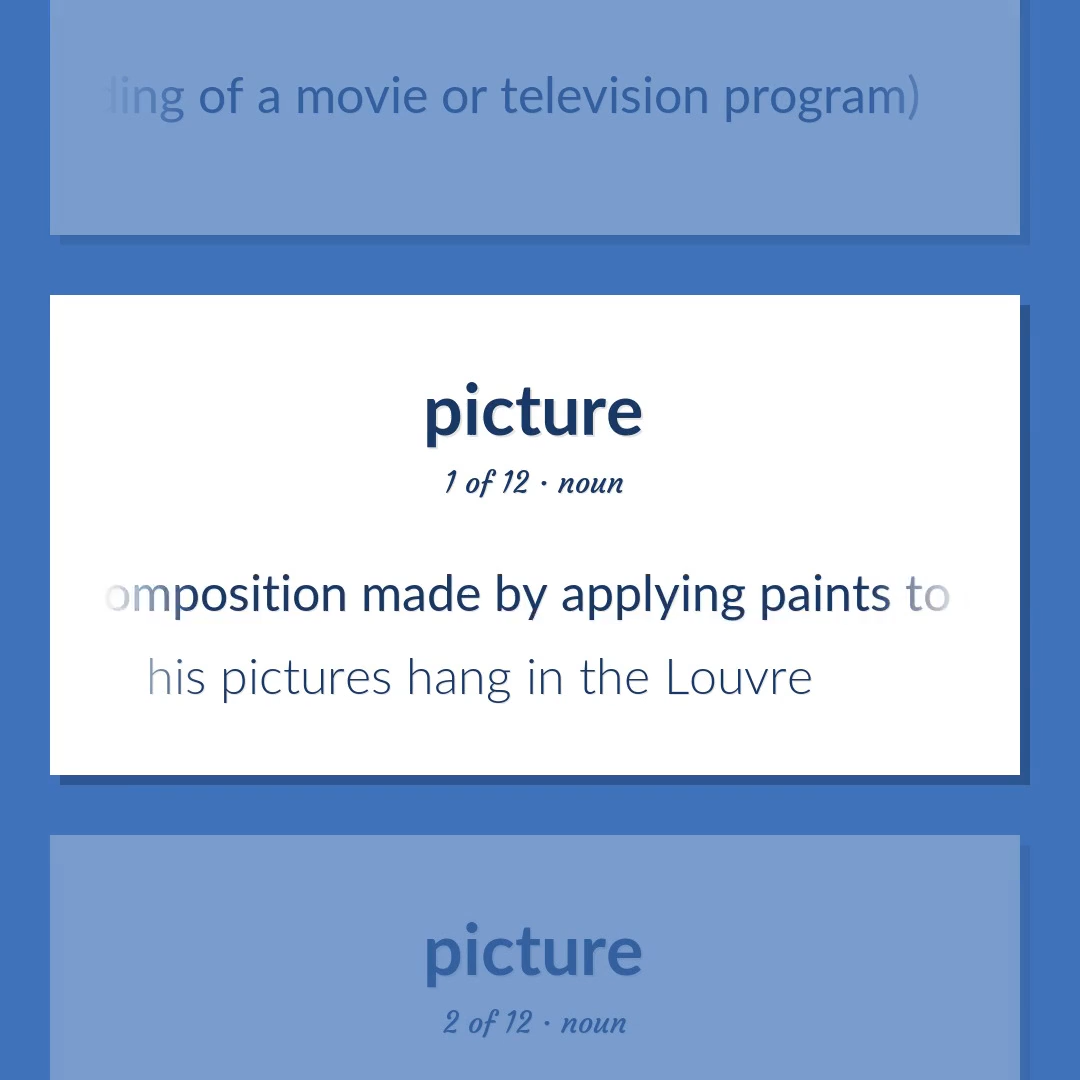 ding of a movie or television program)
picture
1 of 12 · noun
omposition made by applying paints to
his pictures hang in the Louvre
picture
2 of 12 · noun